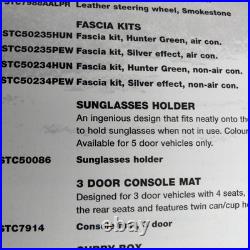 STC7988AALPR Leather steering wheel, Smokestone
FASCIA KITS
STC50235HUN Fascia kit, Hunter Green, air con.
STC50235PEW Fascia kit, Silver effect, air con.
STC50234HUN Fascia kit, Hunter Green, non-air con.
STC50234PEW Fascia kit, Silver effect, non-air con.
SUNGLASSES HOLDER
An ingenious design that fits neatly onto the
to hold sunglasses when not in use. Colour
Available for 5 door vehicles only.
STC50086 Sunglasses holder
3 DOOR CONSOLE MAT
Designed for 3 door vehicles with 4 seats,
the rear seats and features twin can/cup
STC7914 door
CUBBY BOX
ebay